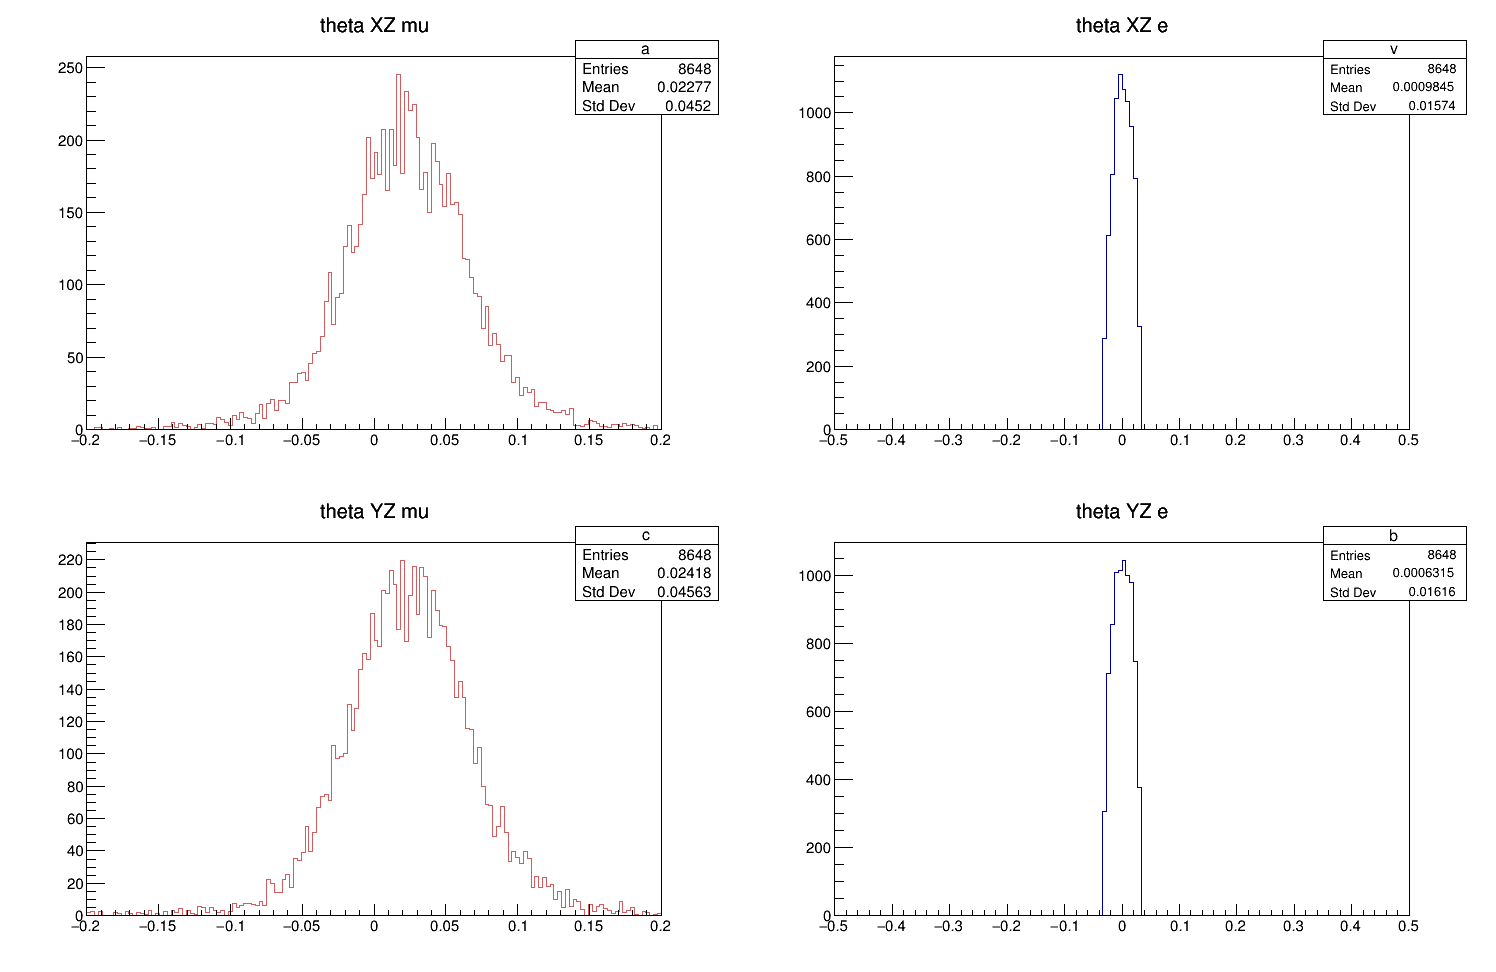 theta XZ mu
a
Entries 8648
Mean 0.02277
Std Dev 0.0452
250
200
150
100
50
0
−0.2 −0.15 −0.1 −0.05 0 0.05 0.1 0.15 0.2
theta XZ e
v
Entries 8648
Mean 0.0009845
Std Dev 0.01574
1000
800
600
400
200
0
−0.5 −0.4 −0.3 −0.2 −0.1 0 0.1 0.2 0.3 0.4 0.5
theta YZ mu
c
Entries 8648
Mean 0.02418
Std Dev 0.04563
220
200
180
160
140
120
100
80
60
40
20
0
−0.2 −0.15 −0.1 −0.05 0 0.05 0.1 0.15 0.2
theta YZ e
b
Entries 8648
Mean 0.0006315
Std Dev 0.01616
1000
800
600
400
200
0
−0.5 −0.4 −0.3 −0.2 −0.1 0 0.1 0.2 0.3 0.4 0.5